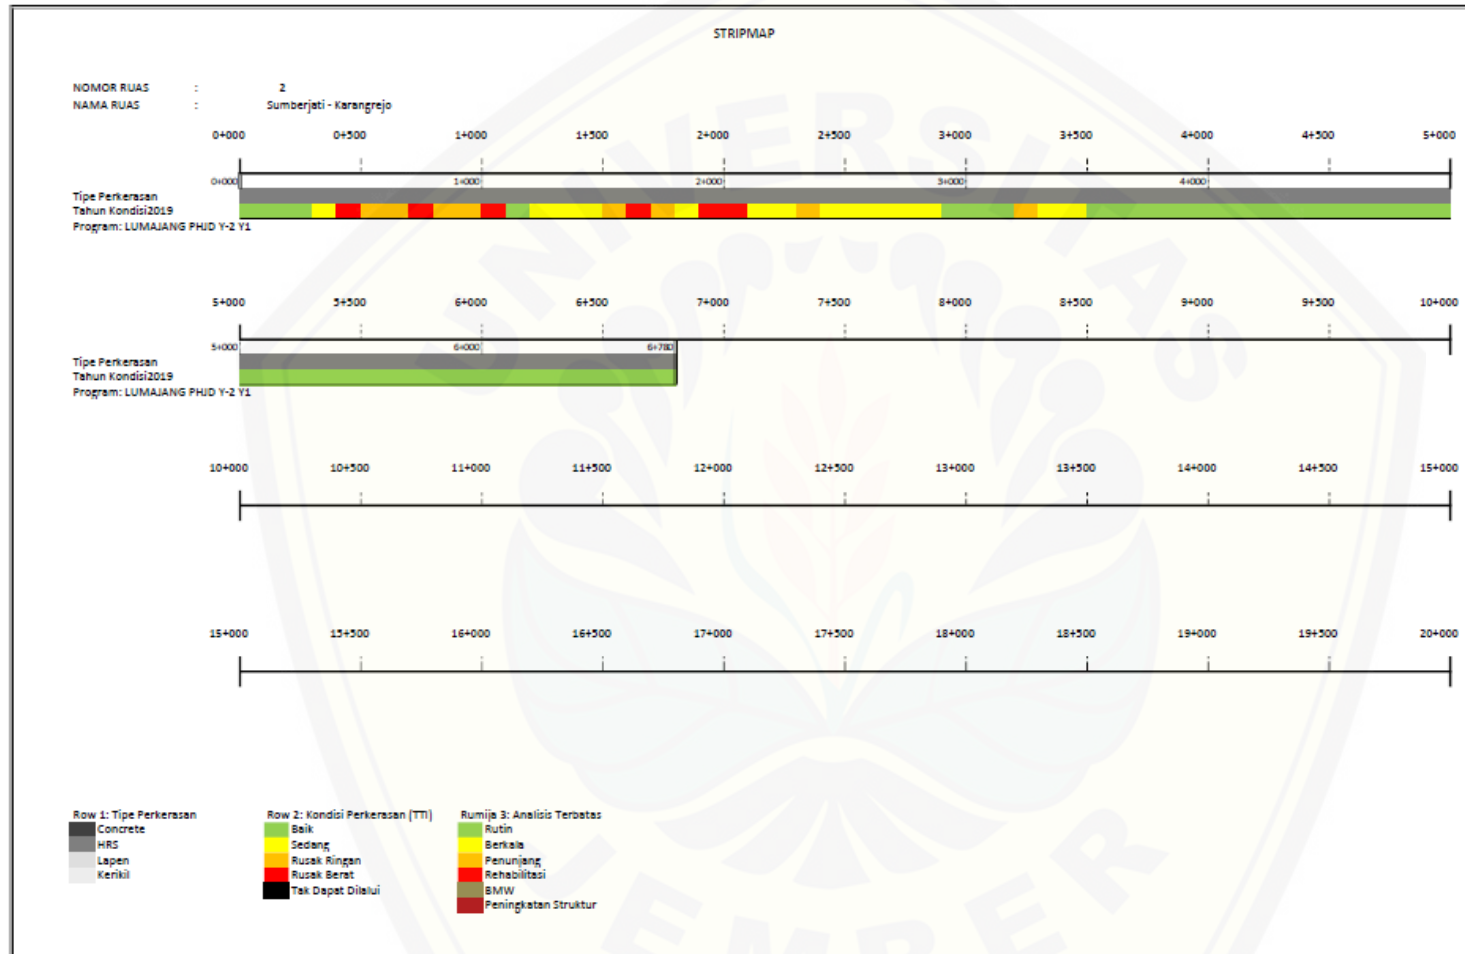 STRIPMAP
NOMOR RUAS : 2
NAMA RUAS : Sumberjati - Karangrejo
0+000 0+500 1+000 1+500 2+000 2+500 3+000 3+500 4+000 4+500 5+000
0+000 1+000 2+000 3+000 4+000
Tipe Perkerasan
Tahun Kondisi2019
Program: LUMAJANG PHJD Y-2 Y1
5+000 5+500 6+000 6+500 7+000 7+500 8+000 8+500 9+000 9+500 10+000
5+000 6+000 6+780
Tipe Perkerasan
Tahun Kondisi2019
Program: LUMAJANG PHJD Y-2 Y1
10+000 10+500 11+000 11+500 12+000 12+500 13+000 13+500 14+000 14+500 15+000
15+000 15+500 16+000 16+500 17+000 17+500 18+000 18+500 19+000 19+500 20+000
Row 1: Tipe Perkerasan
Concrete
HRS
Lapen
Kerikil
Row 2: Kondisi Perkerasan (TTI)
Baik
Sedang
Rusak Ringan
Rusak Berat
Tak Dapat Dilalui
Rumija 3: Analisis Terbatas
Rutin
Berkala
Penunjang
Rehabilitasi
BMW
Peningkatan Struktur
UNIVERSITAS
JEMBER